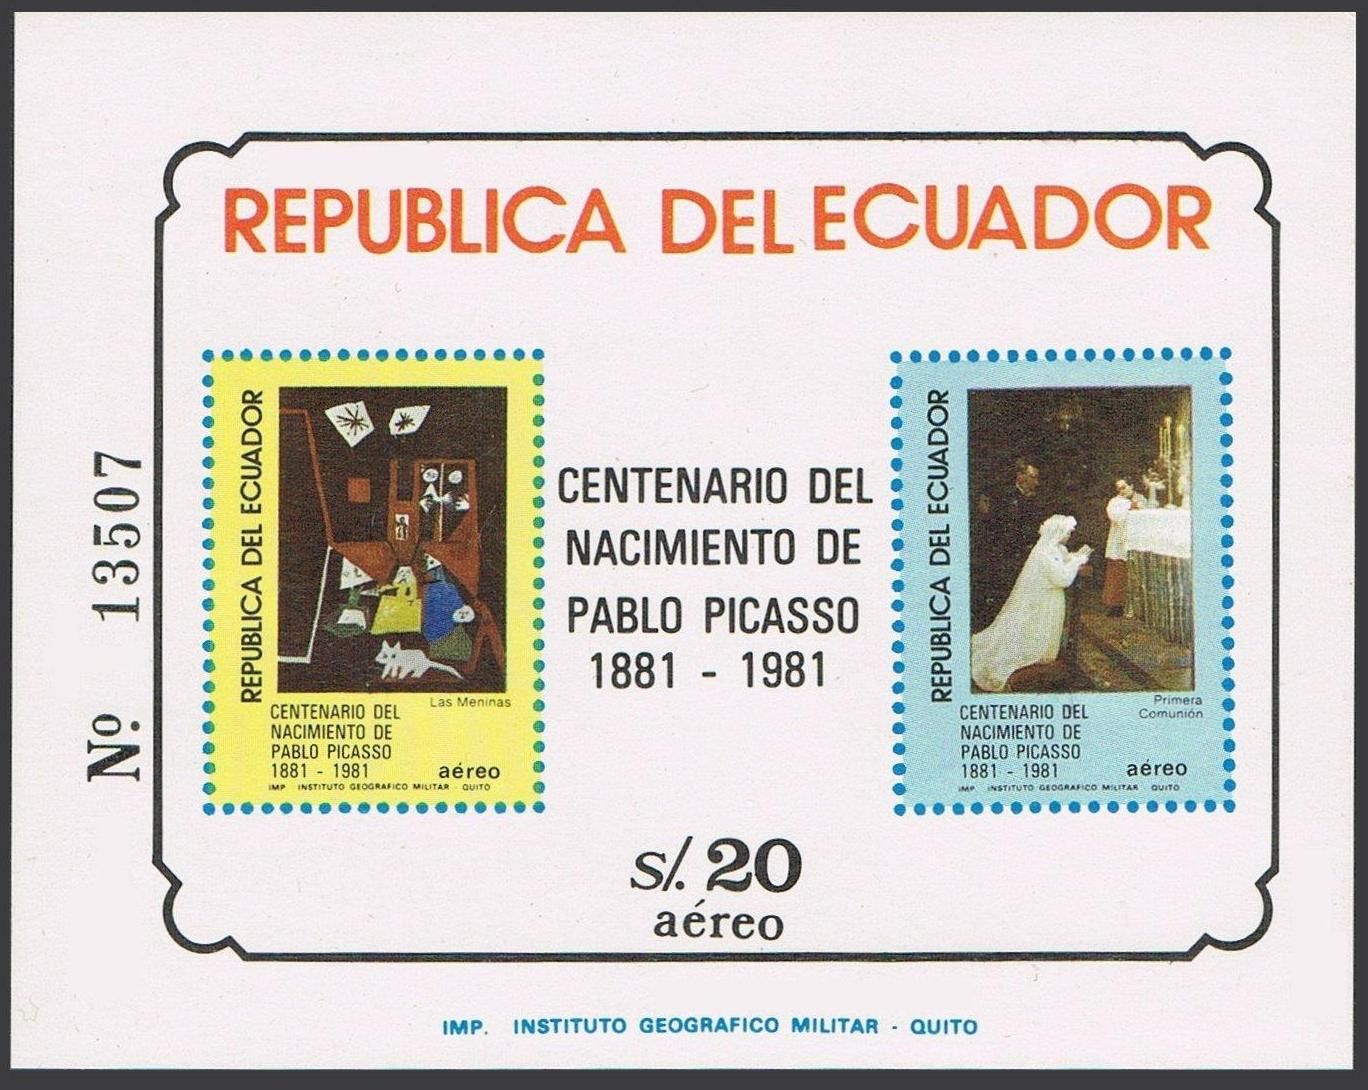 REPUBLICA DEL ECUADOR
Nº. 13507
REPUBLICA DEL ECUADOR
Las Meninas
CENTENARIO DEL
NACIMIENTO DE
PABLO PICASSO
1881 - 1981 aéreo
IMP INSTITUTO GEOGRAFICO MILITAR - QUITO
CENTENARIO DEL
NACIMIENTO DE
PABLO PICASSO
1881 - 1981
REPUBLICA DEL ECUADOR
Primera
Comunión
CENTENARIO DEL
NACIMIENTO DE
PABLO PICASSO
1881 - 1981 aéreo
IMP INSTITUTO GEOGRAFICO MILITAR - QUITO
S/. 20
aéreo
IMP. INSTITUTO GEOGRAFICO MILITAR - QUITO